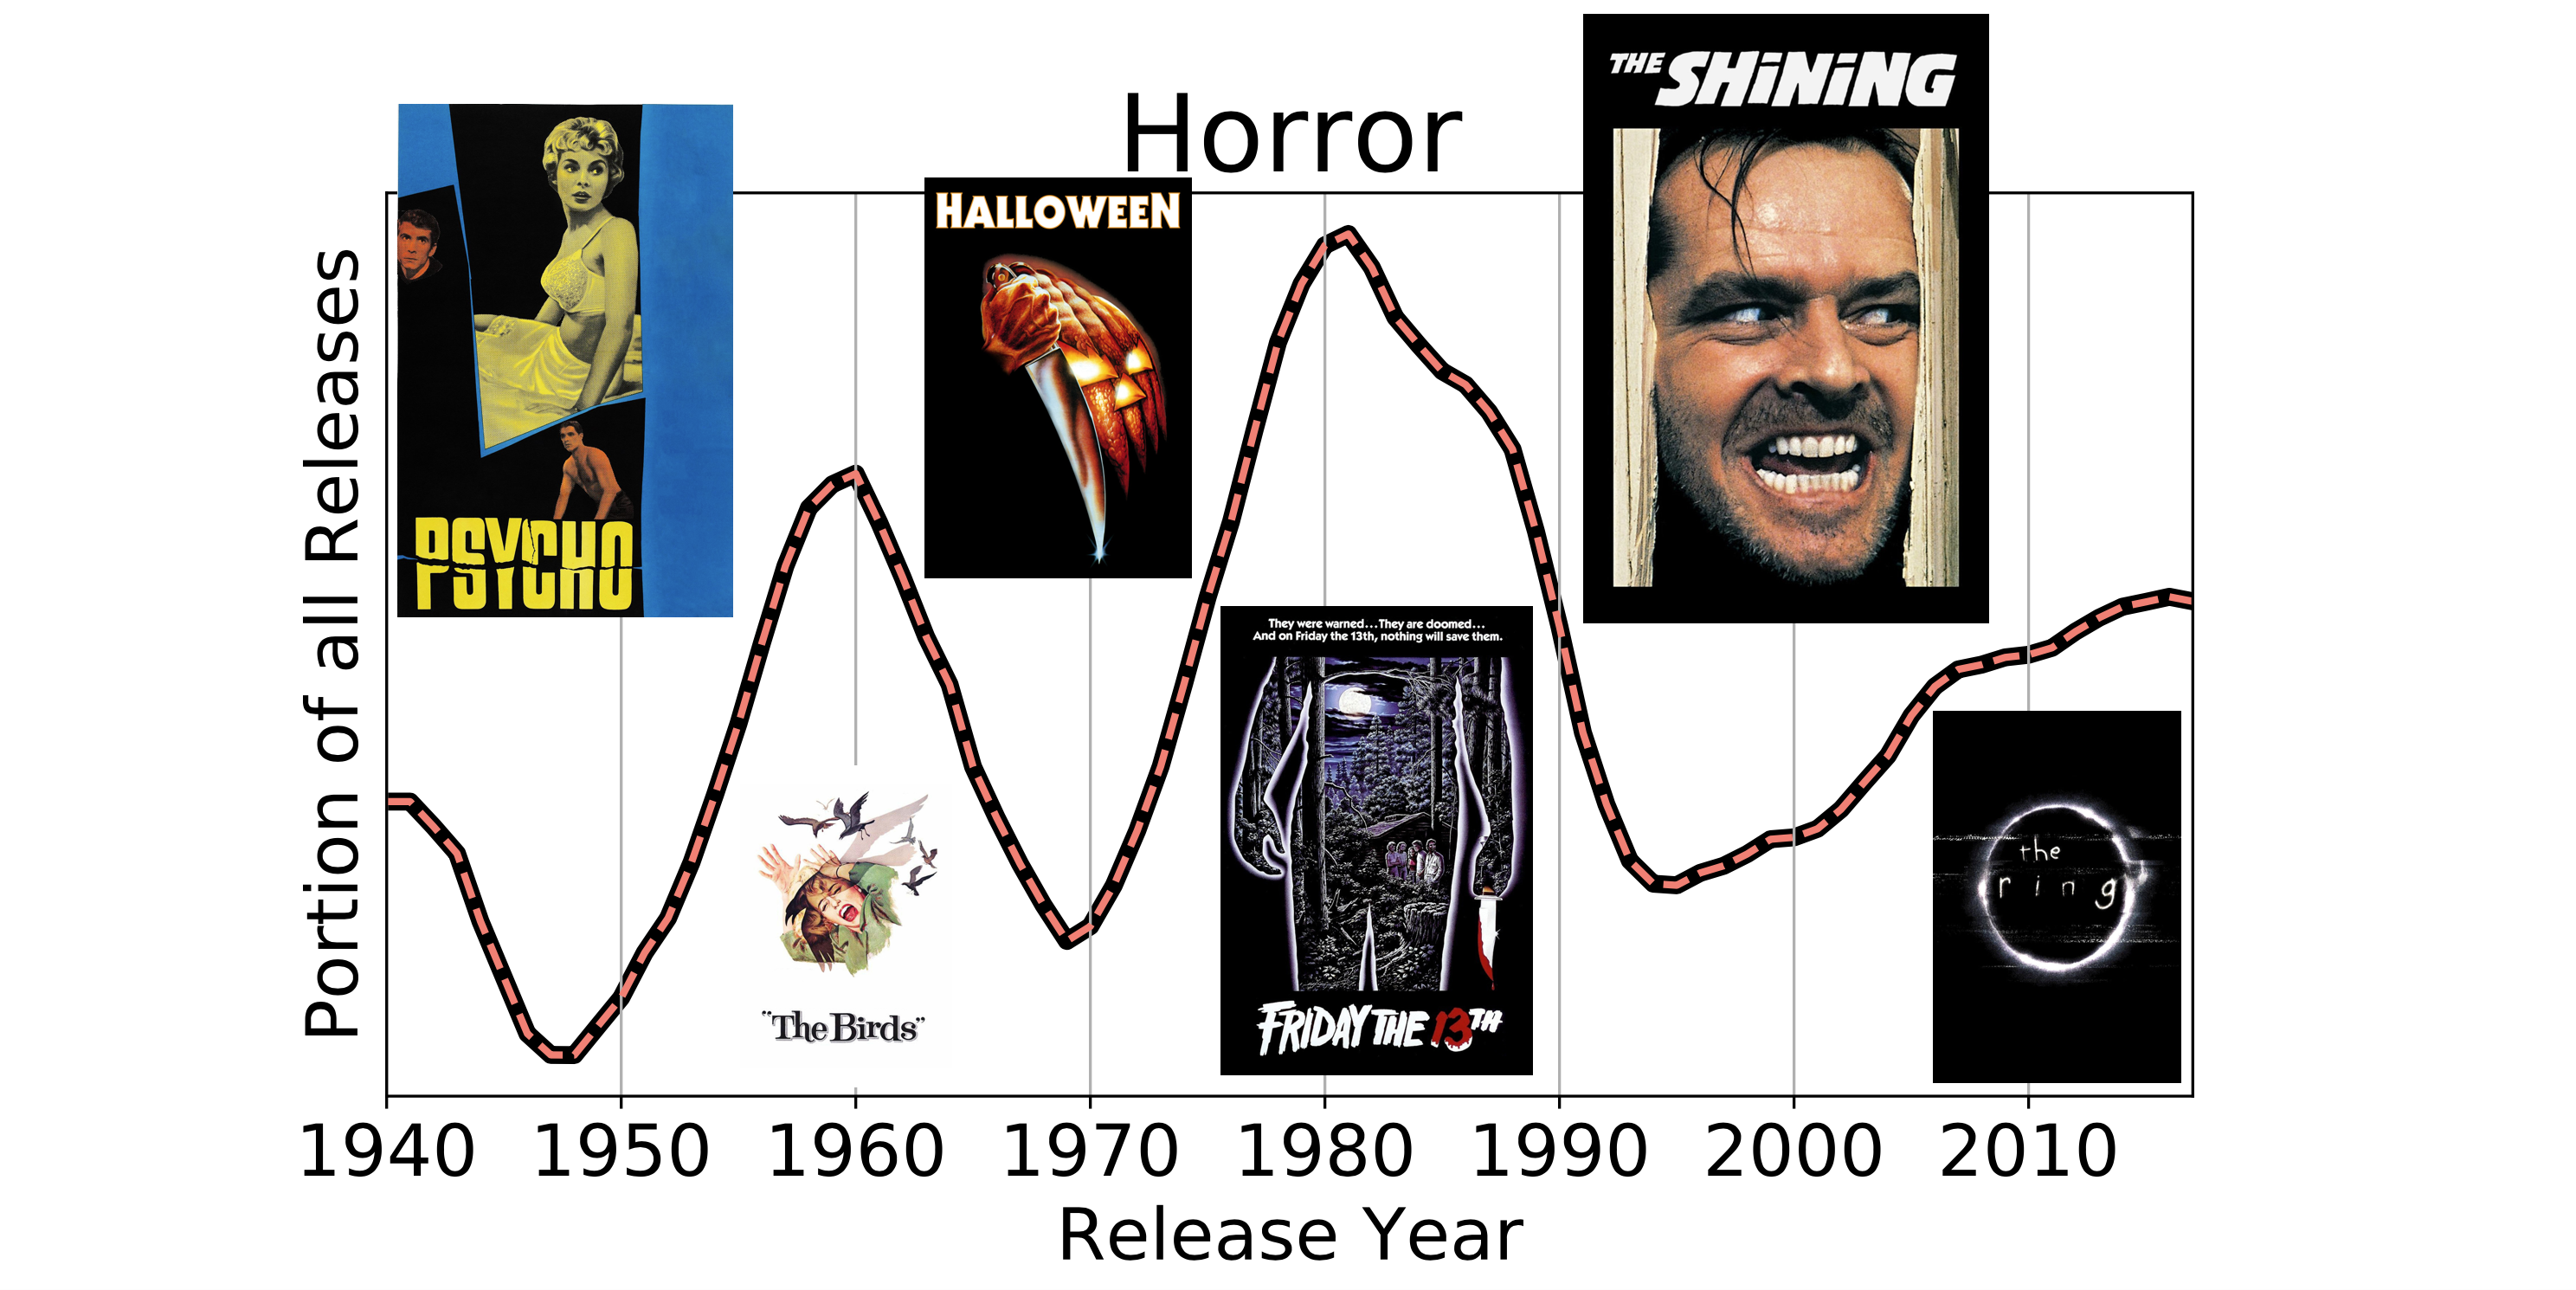 Horror
Portion of all Releases
PSYCHO
HALLOWEEN
THE SHiNiNG
"The Birds"
They were warned...They are doomed...
And on Friday the 13th, nothing will save them.
FRIDAY THE 13TH
the
ring
1940 1950 1960 1970 1980 1990 2000 2010
Release Year